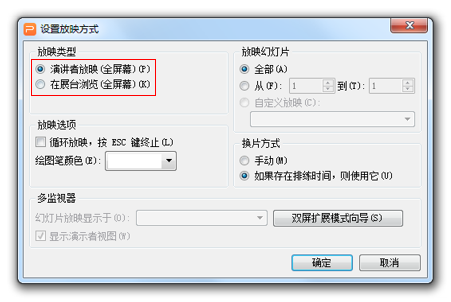 设置放映方式
放映类型
演讲者放映(全屏幕)(P)
在展台浏览(全屏幕)(K)
放映幻灯片
全部(A)
从(F): 1 到(T): 1
自定义放映(C):
放映选项
循环放映，按 ESC 键终止(L)
绘图笔颜色(E):
换片方式
手动(M)
如果存在排练时间，则使用它(U)
多监视器
幻灯片放映显示于(O):
双屏扩展模式向导(S)
显示演示者视图(W)
确定
取消